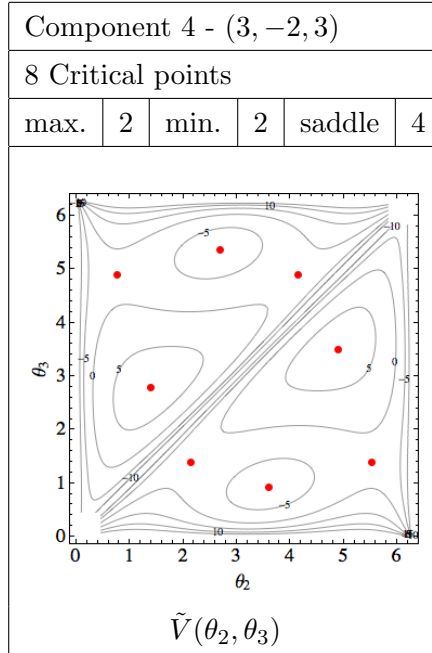 Component 4 - (3, −2, 3)
8 Critical points
max. 2 min. 2 saddle 4
10
6
−5
−10
5
4
θ₃
−5
0
5
5
0
−5
3
2
1
−10
−5
10
0
0 1 2 3 4 5 6
θ₂
Ṽ(θ₂, θ₃)